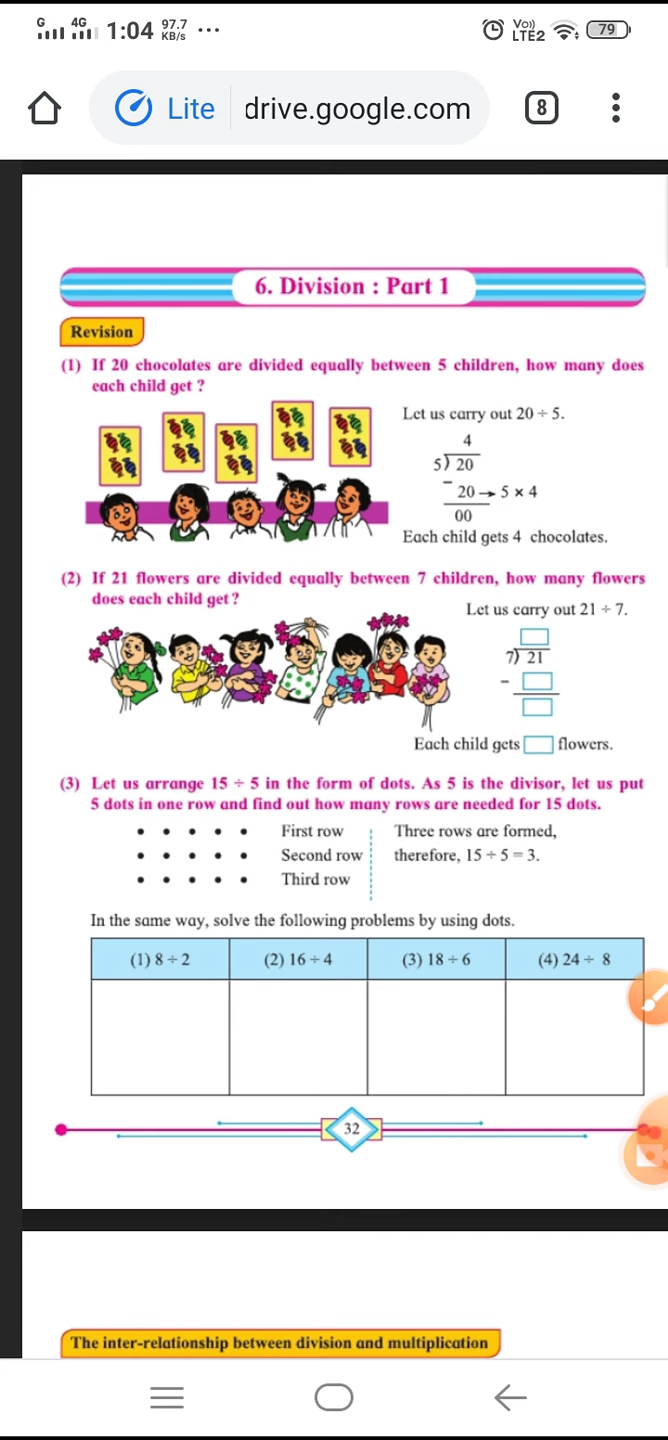 G 4G 1:04 97.7 KB/s ... Vo)) LTE2 79
Lite drive.google.com 8
6. Division : Part 1
Revision
(1) If 20 chocolates are divided equally between 5 children, how many does
each child get ?
Let us carry out 20 ÷ 5.
4
5) 20
- 20 → 5 × 4
00
Each child gets 4 chocolates.
(2) If 21 flowers are divided equally between 7 children, how many flowers
does each child get ?
Let us carry out 21 ÷ 7.
7) 21
-
Each child gets □ flowers.
(3) Let us arrange 15 ÷ 5 in the form of dots. As 5 is the divisor, let us put
5 dots in one row and find out how many rows are needed for 15 dots.
First row
Second row
Third row
Three rows are formed,
therefore, 15 ÷ 5 = 3.
In the same way, solve the following problems by using dots.
(1) 8 ÷ 2 (2) 16 ÷ 4 (3) 18 ÷ 6 (4) 24 ÷ 8
32
The inter-relationship between division and multiplication